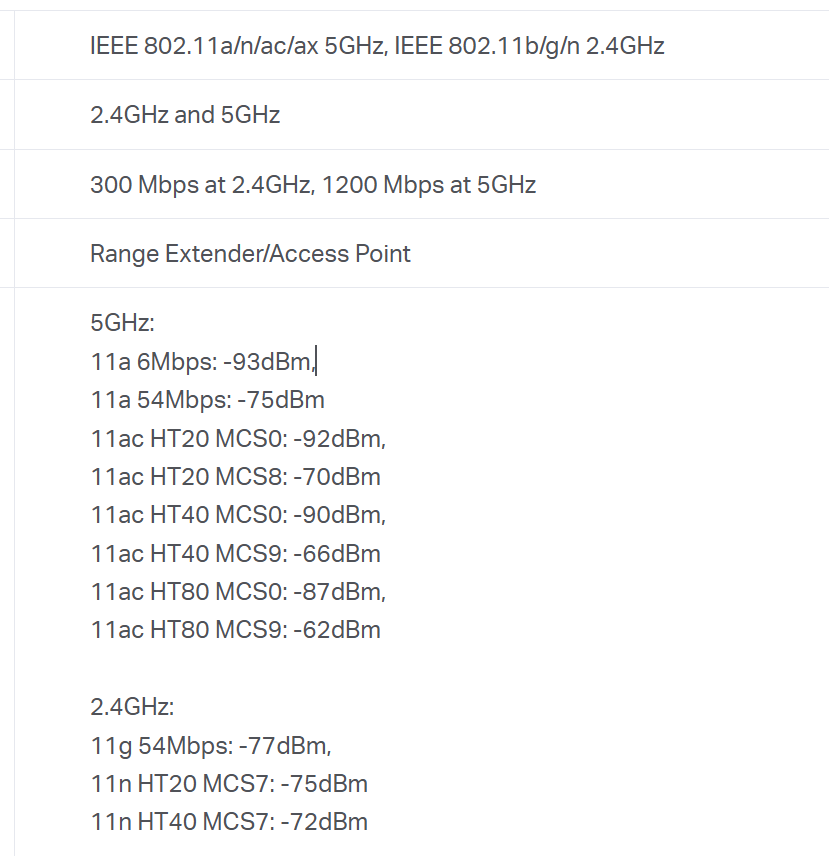 IEEE 802.11a/n/ac/ax 5GHz, IEEE 802.11b/g/n 2.4GHz
2.4GHz and 5GHz
300 Mbps at 2.4GHz, 1200 Mbps at 5GHz
Range Extender/Access Point
5GHz:
11a 6Mbps: -93dBm,
11a 54Mbps: -75dBm
11ac HT20 MCS0: -92dBm,
11ac HT20 MCS8: -70dBm
11ac HT40 MCS0: -90dBm,
11ac HT40 MCS9: -66dBm
11ac HT80 MCS0: -87dBm,
11ac HT80 MCS9: -62dBm
2.4GHz:
11g 54Mbps: -77dBm,
11n HT20 MCS7: -75dBm
11n HT40 MCS7: -72dBm